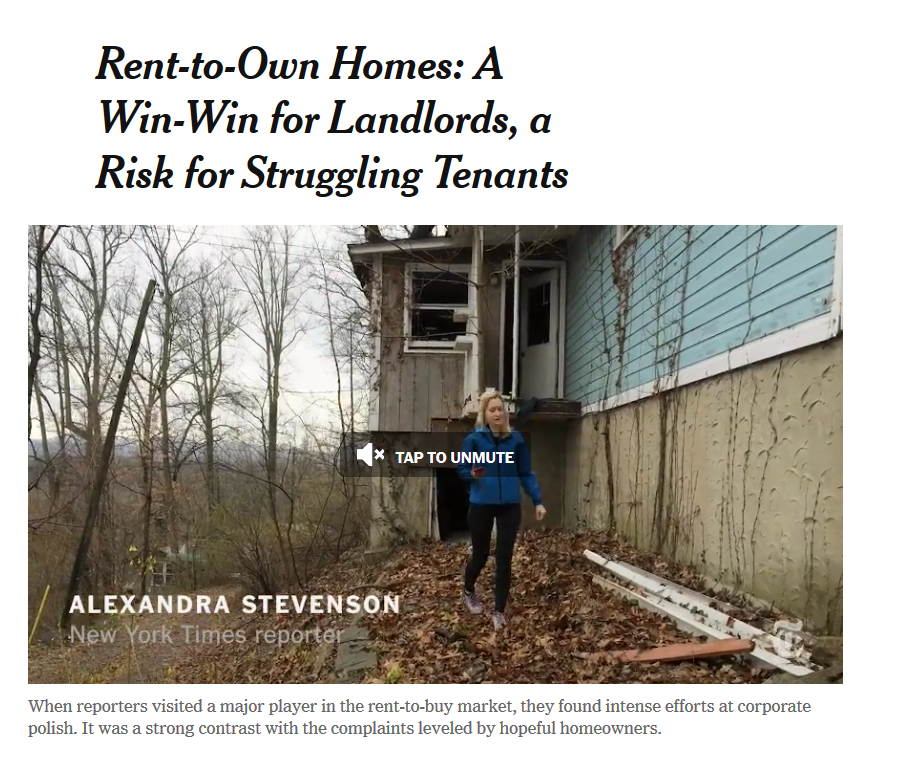 Rent-to-Own Homes: A
Win-Win for Landlords, a
Risk for Struggling Tenants
TAP TO UNMUTE
ALEXANDRA STEVENSON
New York Times reporter
T
When reporters visited a major player in the rent-to-buy market, they found intense efforts at corporate
polish. It was a strong contrast with the complaints leveled by hopeful homeowners.